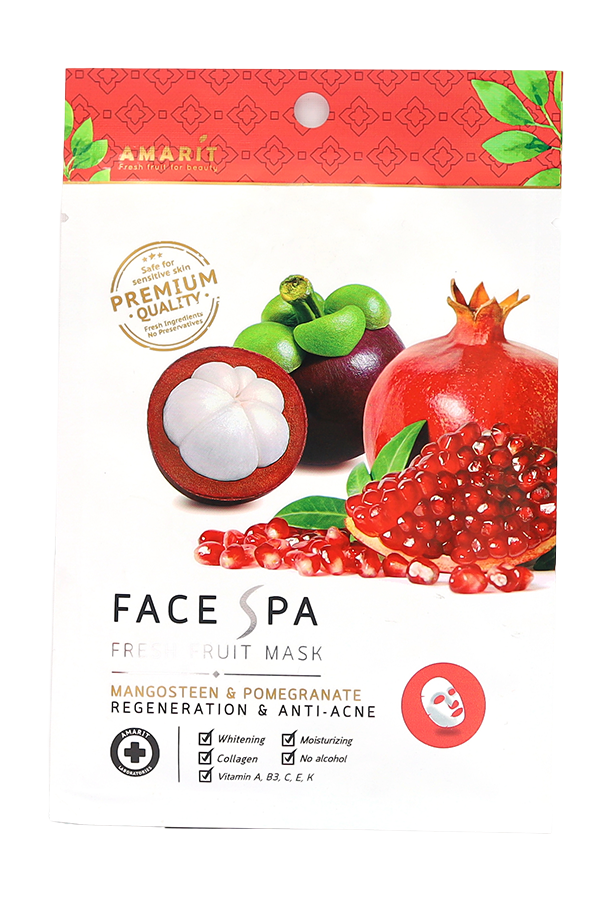 AMARIT
Fresh fruit for beauty
Safe for
sensitive skin
PREMIUM
QUALITY
Fresh Ingredients
No Preservatives
FACE SPA
FRESH FRUIT MASK
MANGOSTEEN & POMEGRANATE
REGENERATION & ANTI-ACNE
AMARIT
LABORATORIES
Whitening
Moisturizing
Collagen
No alcohol
Vitamin A, B3, C, E, K